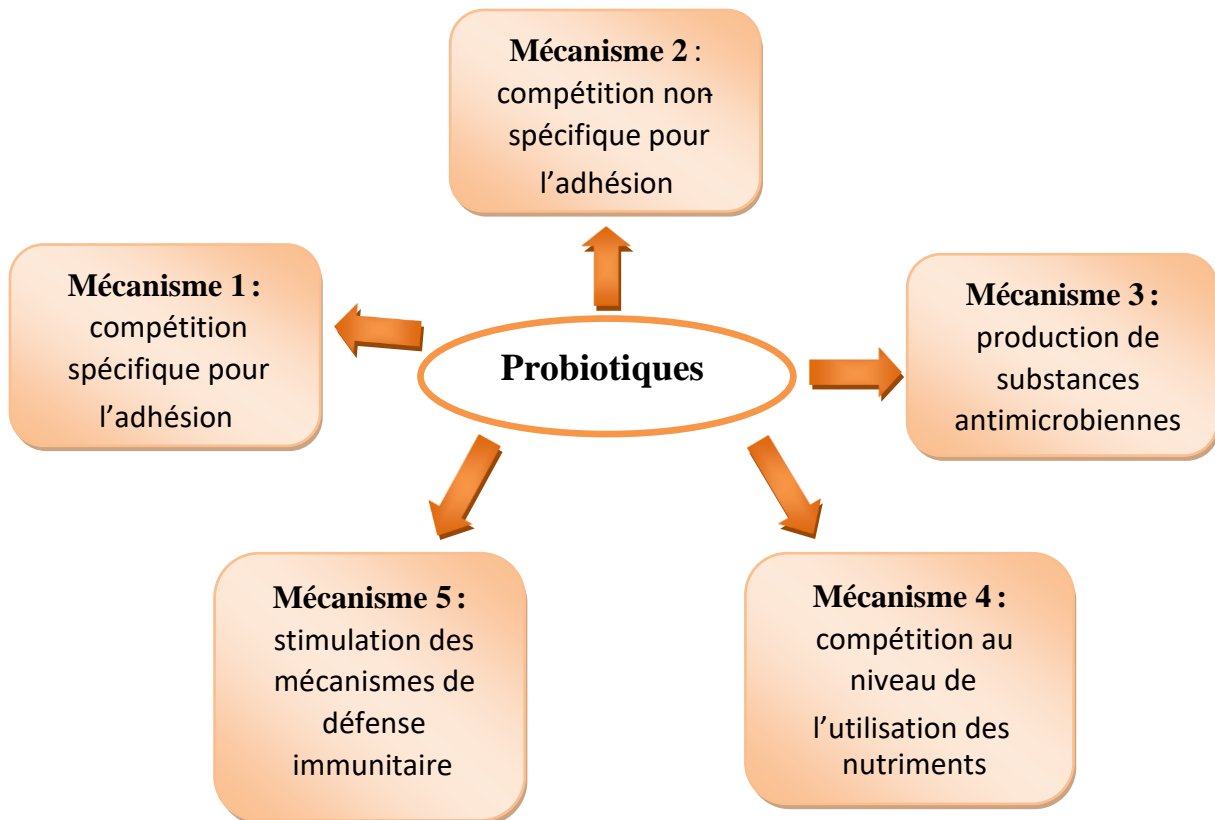 Mécanisme 2 :
compétition non-
spécifique pour
l'adhésion
Mécanisme 1 :
compétition
spécifique pour
l'adhésion
Probiotiques
Mécanisme 3 :
production de
substances
antimicrobiennes
Mécanisme 5 :
stimulation des
mécanismes de
défense
immunitaire
Mécanisme 4 :
compétition au
niveau de
l'utilisation des
nutriments